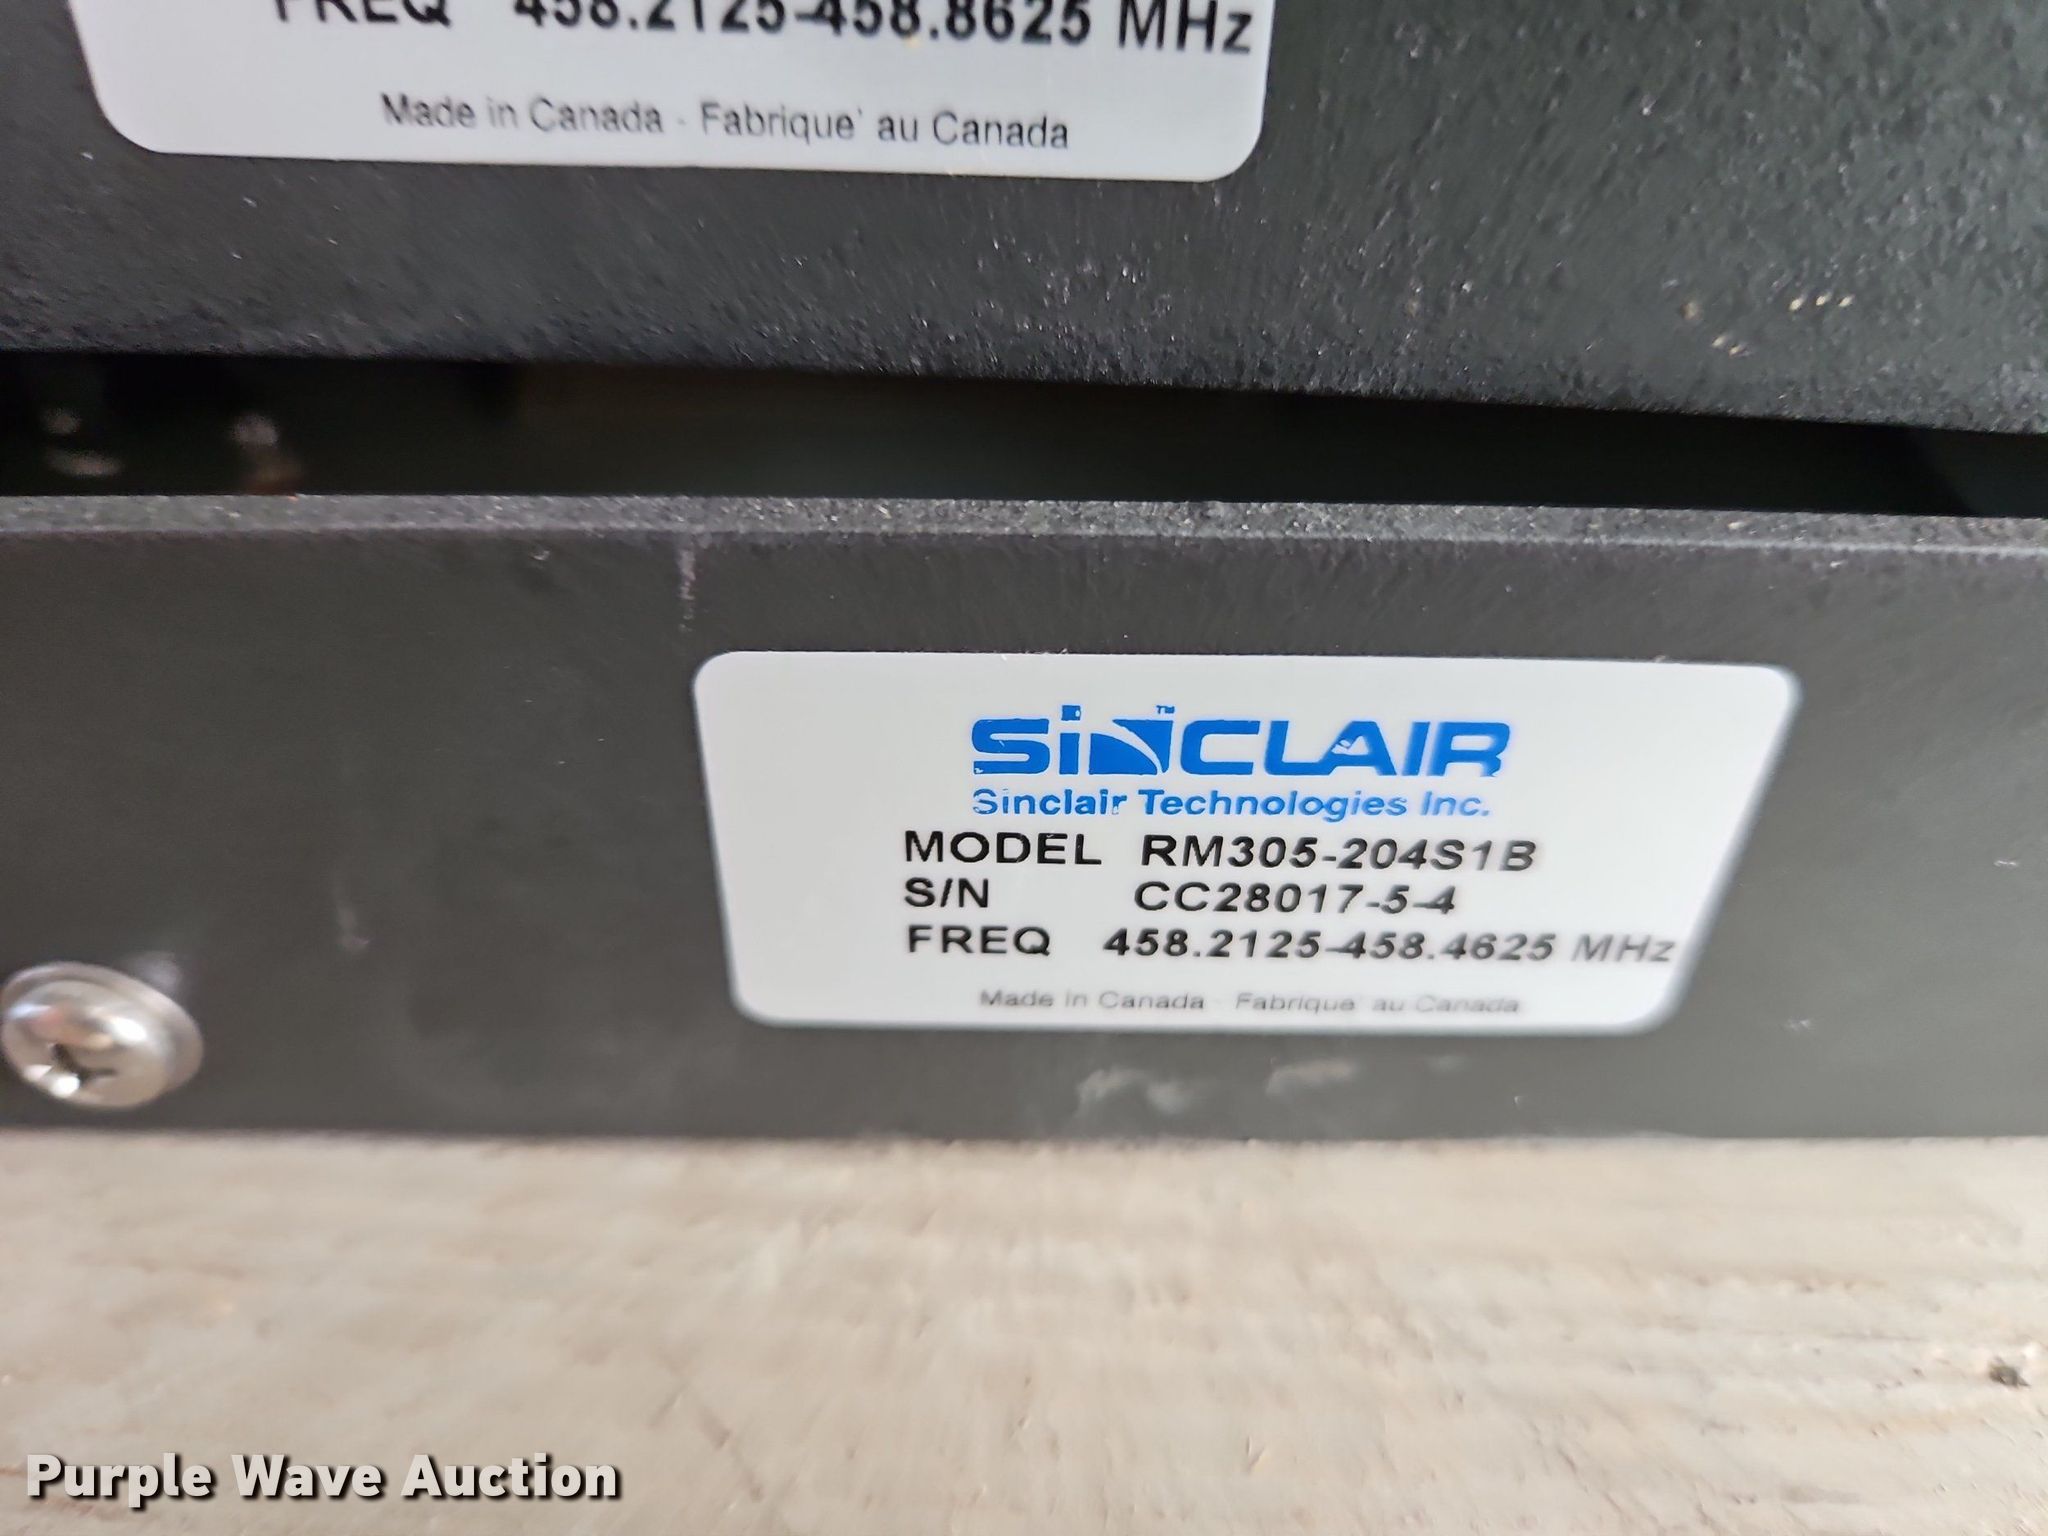 FREQ 458.2125-458.8625 MHz
Made in Canada - Fabrique' au Canada
SiNCLAIR™
Sinclair Technologies Inc.
MODEL RM305-204S1B
S/N CC28017-5-4
FREQ 458.2125-458.4625 MHz
Made in Canada - Fabrique' au Canada
Purple Wave Auction